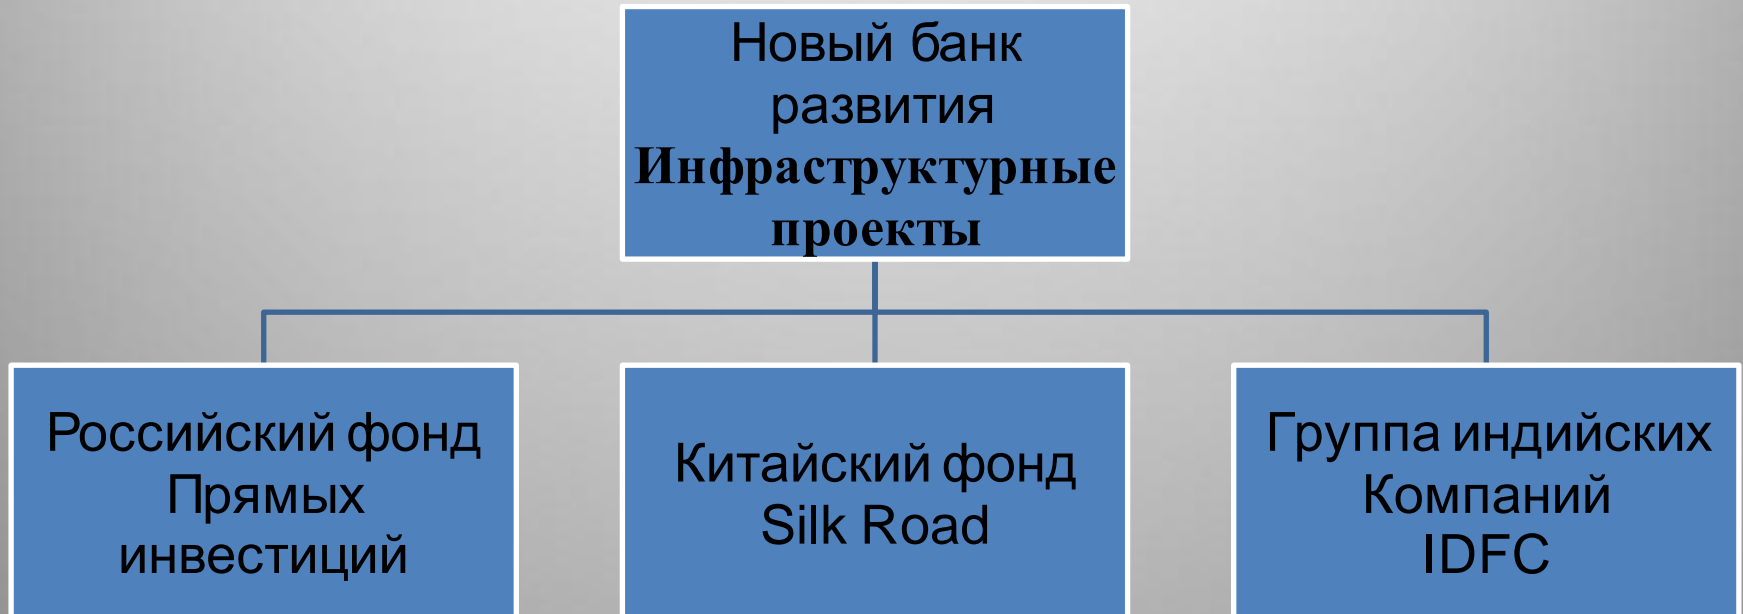 Новый банк
развития
Инфраструктурные
проекты
Российский фонд
Прямых
инвестиций
Китайский фонд
Silk Road
Группа индийских
Компаний
IDFC